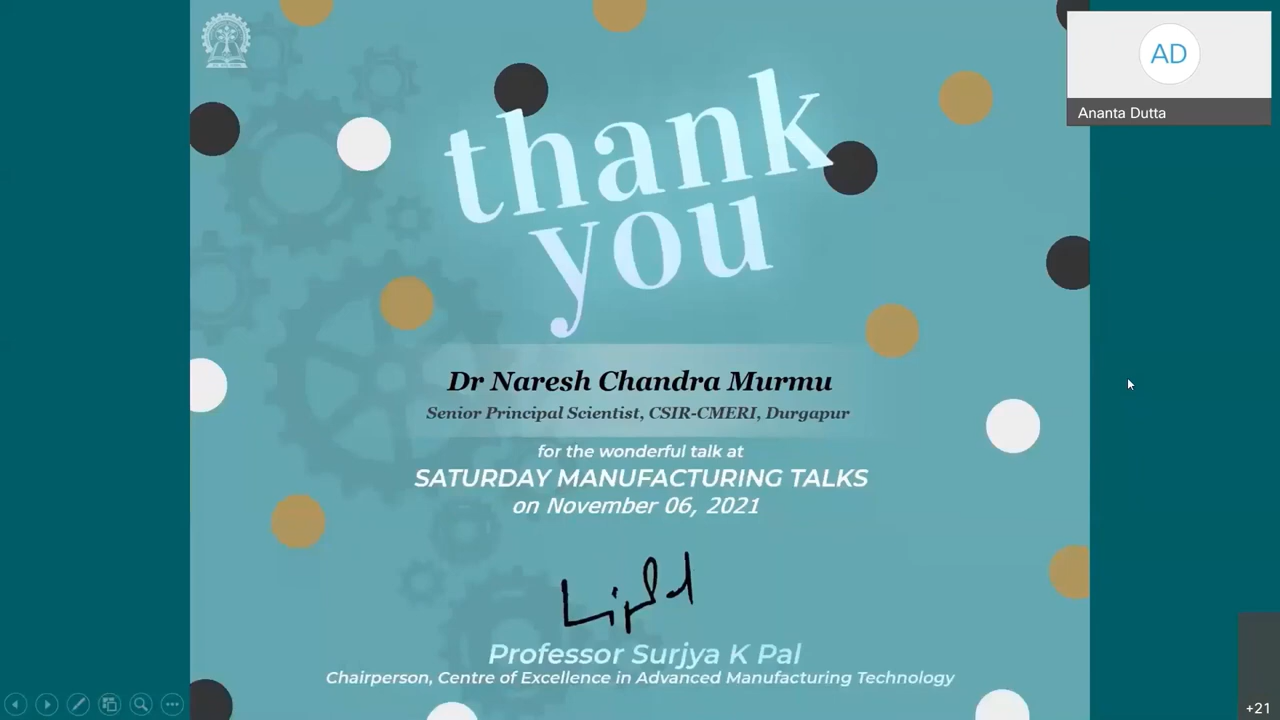 AD
Ananta Dutta
thank
you
Dr Naresh Chandra Murmu
Senior Principal Scientist, CSIR-CMERI, Durgapur
for the wonderful talk at
SATURDAY MANUFACTURING TALKS
on November 06, 2021
Professor Surjya K Pal
Chairperson, Centre of Excellence in Advanced Manufacturing Technology
+21